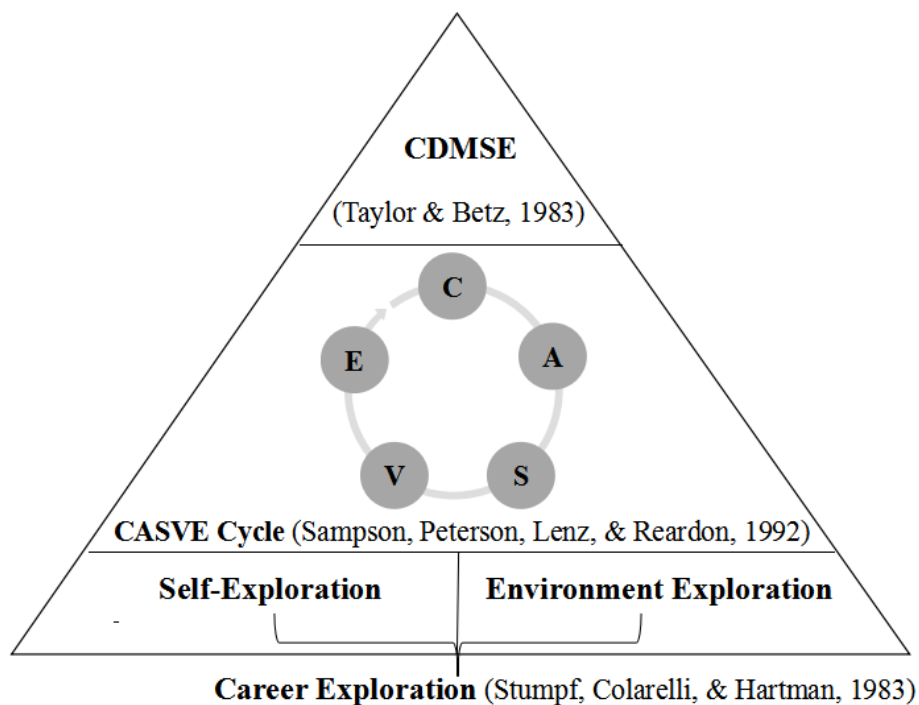 CDMSE
(Taylor & Betz, 1983)
C
E
A
V
S
CASVE Cycle (Sampson, Peterson, Lenz, & Reardon, 1992)
Self-Exploration
Environment Exploration
-
Career Exploration (Stumpf, Colarelli, & Hartman, 1983)